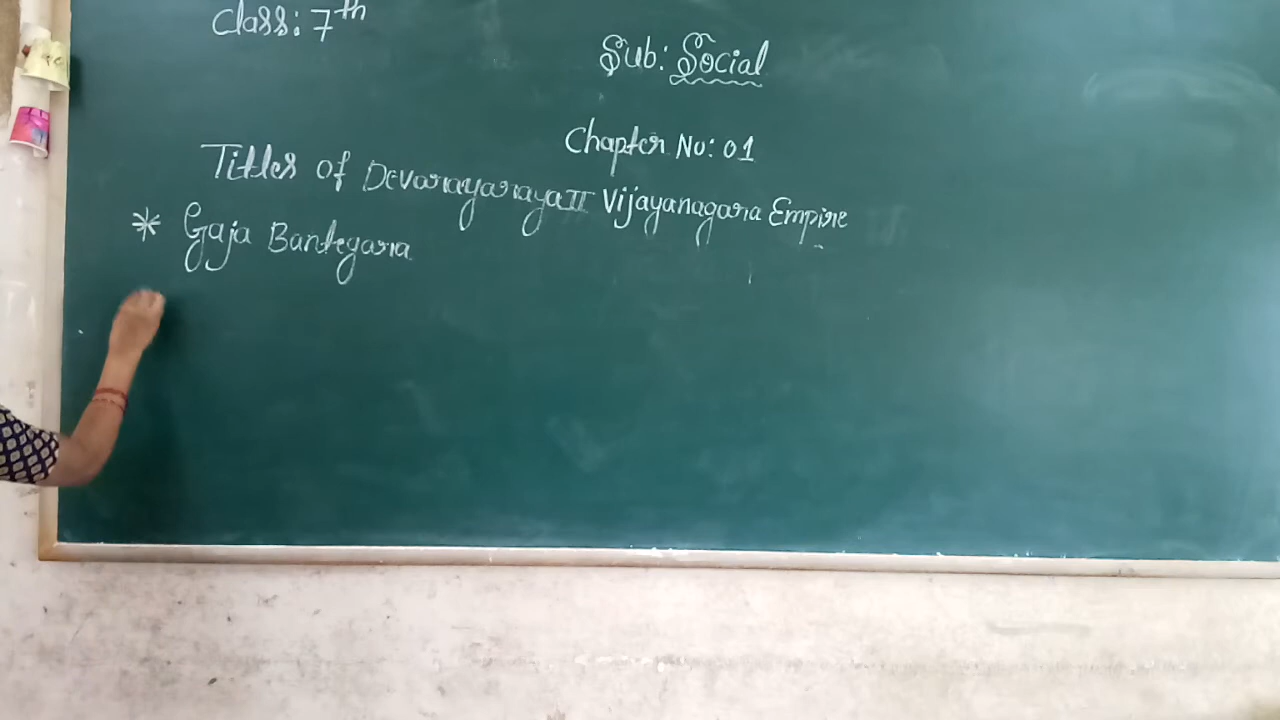 Class: 7th
Sub: Social
Chapter No: 01
Titles of Devarayaraya II Vijayanagara Empire
* Gaja Bantegara